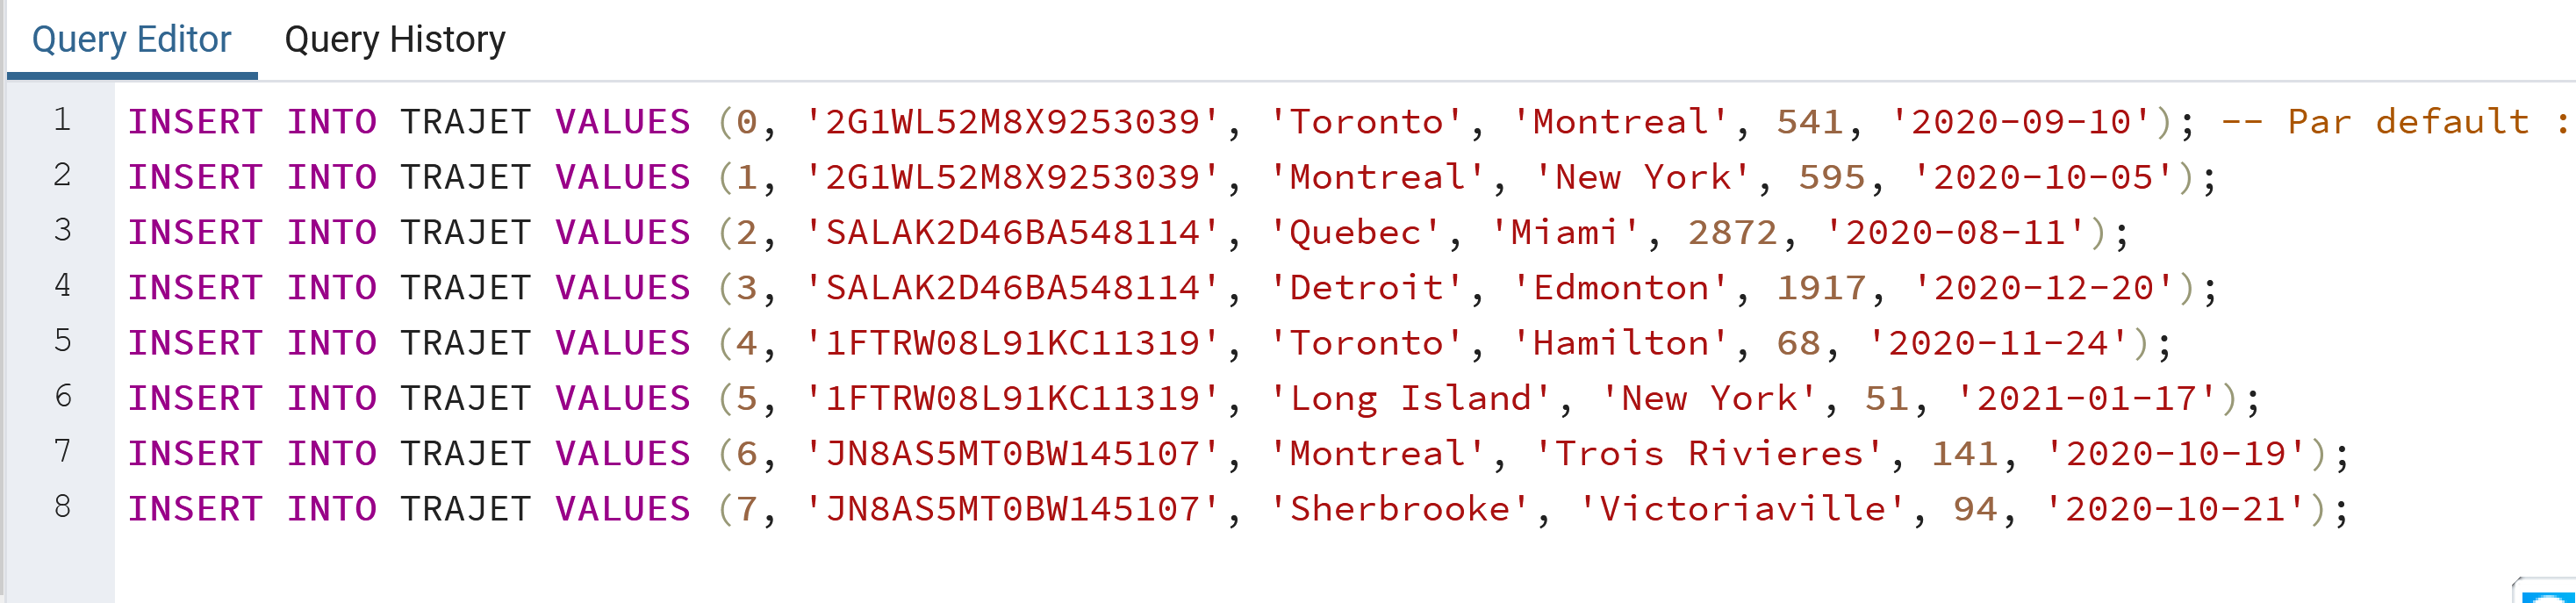 Query Editor Query History
1 INSERT INTO TRAJET VALUES (0, '2G1WL52M8X9253039', 'Toronto', 'Montreal', 541, '2020-09-10'); -- Par default :
2 INSERT INTO TRAJET VALUES (1, '2G1WL52M8X9253039', 'Montreal', 'New York', 595, '2020-10-05');
3 INSERT INTO TRAJET VALUES (2, 'SALAK2D46BA548114', 'Quebec', 'Miami', 2872, '2020-08-11');
4 INSERT INTO TRAJET VALUES (3, 'SALAK2D46BA548114', 'Detroit', 'Edmonton', 1917, '2020-12-20');
5 INSERT INTO TRAJET VALUES (4, '1FTRW08L91KC11319', 'Toronto', 'Hamilton', 68, '2020-11-24');
6 INSERT INTO TRAJET VALUES (5, '1FTRW08L91KC11319', 'Long Island', 'New York', 51, '2021-01-17');
7 INSERT INTO TRAJET VALUES (6, 'JN8AS5MT0BW145107', 'Montreal', 'Trois Rivieres', 141, '2020-10-19');
8 INSERT INTO TRAJET VALUES (7, 'JN8AS5MT0BW145107', 'Sherbrooke', 'Victoriaville', 94, '2020-10-21');